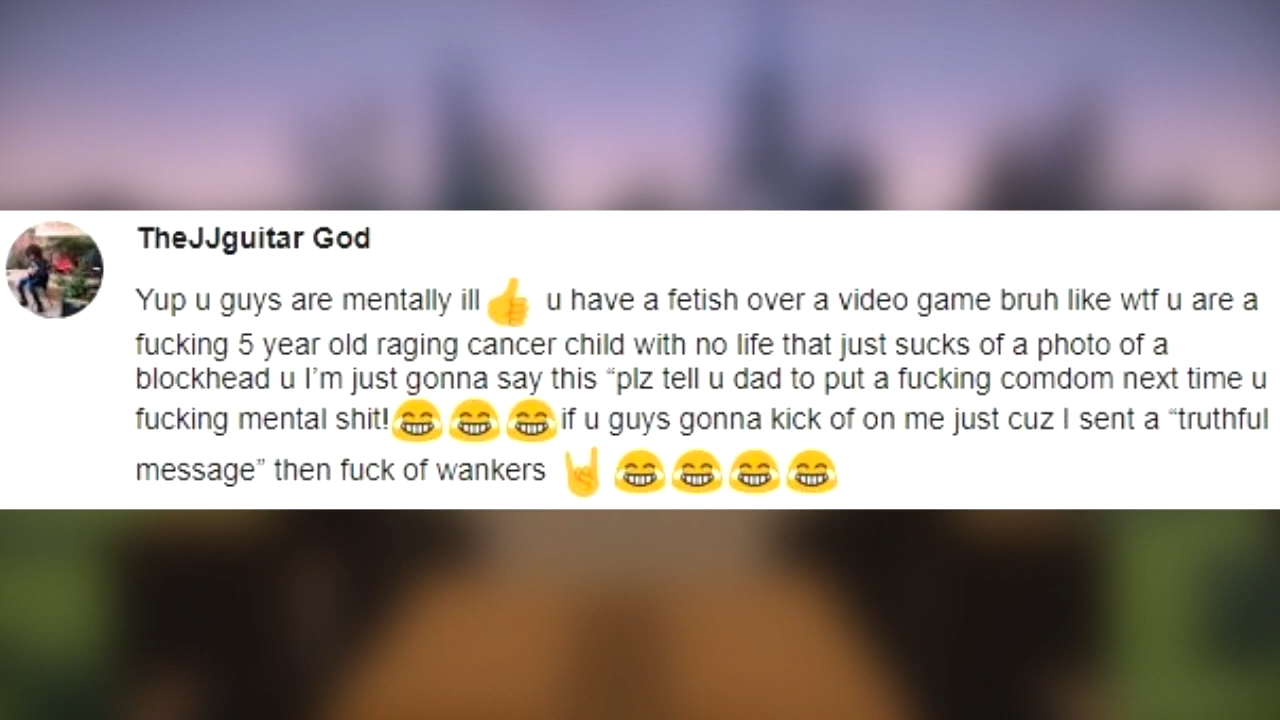 TheJJguitar God
Yup u guys are mentally ill👍 u have a fetish over a video game bruh like wtf u are a
fucking 5 year old raging cancer child with no life that just sucks of a photo of a
blockhead u I'm just gonna say this “plz tell u dad to put a fucking comdom next time u
fucking mental shit!😂😂😂if u guys gonna kick of on me just cuz I sent a “truthful
message” then fuck of wankers 🤘😂😂😂😂